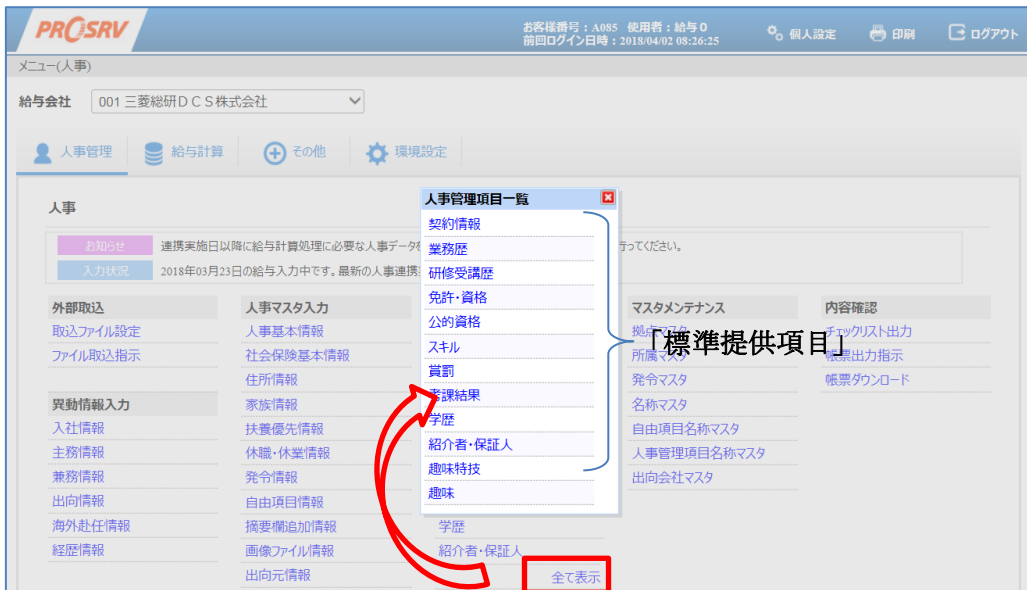 PROSRV
お客様番号：A085 使用者：給与０
前回ログイン日時：2018/04/02 08:26:25
個人設定
印刷
ログアウト
メニュー(人事)
給与会社 001 三菱総研ＤＣＳ株式会社
人事管理 給与計算 その他 環境設定
人事
お知らせ 連携実施日以降に給与計算処理に必要な人事データを 行ってください。
入力状況 2018年03月23日の給与入力中です。最新の人事連携
外部取込
取込ファイル設定
ファイル取込指示
異動情報入力
入社情報
主務情報
兼務情報
出向情報
海外赴任情報
経歴情報
人事マスタ入力
人事基本情報
社会保険基本情報
住所情報
家族情報
扶養優先情報
休職・休業情報
発令情報
自由項目情報
摘要欄追加情報
画像ファイル情報
出向元情報
人事管理項目一覧
契約情報
業務歴
研修受講歴
免許・資格
公的資格
スキル
賞罰
考課結果
学歴
紹介者・保証人
趣味特技
趣味
学歴
紹介者・保証人
全て表示
「標準提供項目」
マスタメンテナンス
拠点マスタ
所属マスタ
発令マスタ
名称マスタ
自由項目名称マスタ
人事管理項目名称マスタ
出向会社マスタ
内容確認
チェックリスト出力
帳票出力指示
帳票ダウンロード